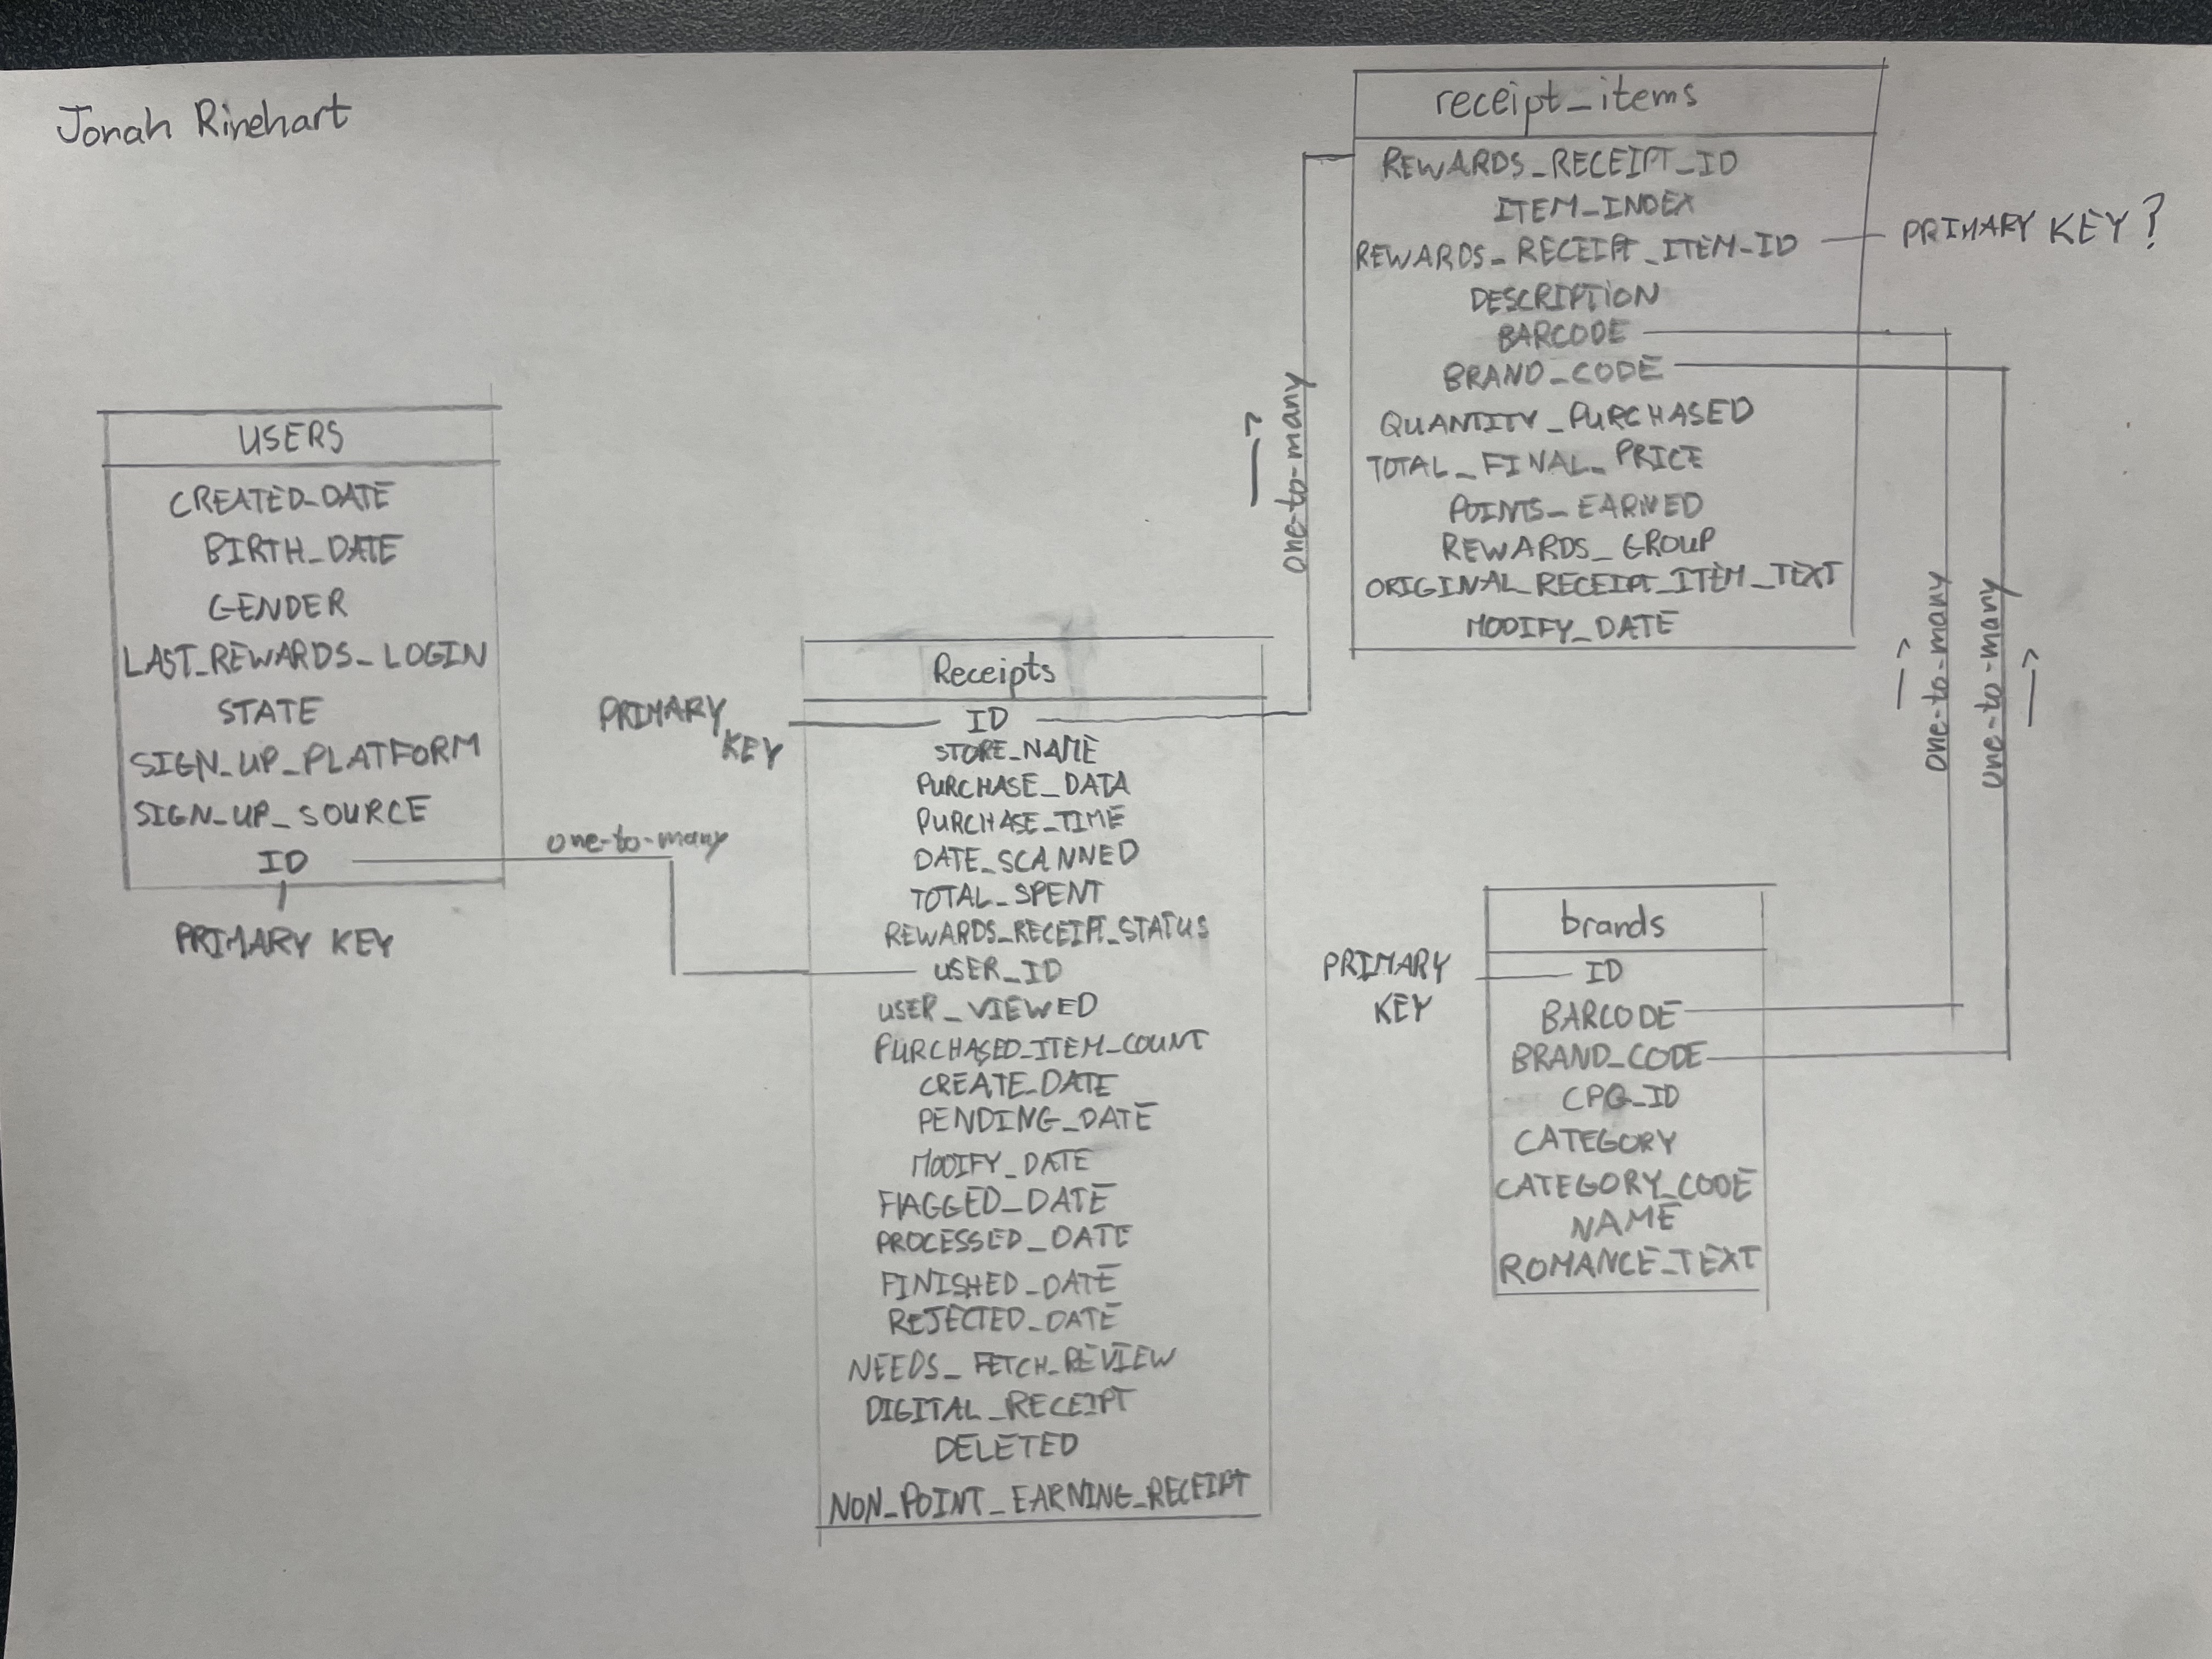 Jonah Rinehart
USERS
CREATED_DATE
BIRTH_DATE
GENDER
LAST_REWARDS_LOGIN
STATE
SIGN_UP_PLATFORM
SIGN_UP_SOURCE
ID
PRIMARY KEY
one-to-many
Receipts
PRIMARY
KEY
ID
STORE_NAME
PURCHASE_DATA
PURCHASE_TIME
DATE_SCANNED
TOTAL_SPENT
REWARDS_RECEIPT_STATUS
USER_ID
USER_VIEWED
PURCHASED_ITEM_COUNT
CREATE_DATE
PENDING_DATE
MODIFY_DATE
FLAGGED_DATE
PROCESSED_DATE
FINISHED_DATE
REJECTED_DATE
NEEDS_FETCH_REVIEW
DIGITAL_RECEIPT
DELETED
NON_POINT_EARNING_RECEIPT
one-to-many
receipt_items
REWARDS_RECEIPT_ID
ITEM_INDEX
REWARDS_RECEIPT_ITEM-ID
PRIMARY KEY?
DESCRIPTION
BARCODE
BRAND_CODE
QUANTITY_PURCHASED
TOTAL_FINAL_PRICE
POINTS_EARNED
REWARDS_GROUP
ORIGINAL_RECEIPT_ITEM_TEXT
MODIFY_DATE
one-to-many
one-to-many
brands
PRIMARY
KEY
ID
BARCODE
BRAND_CODE
CPG_ID
CATEGORY
CATEGORY_CODE
NAME
ROMANCE_TEXT